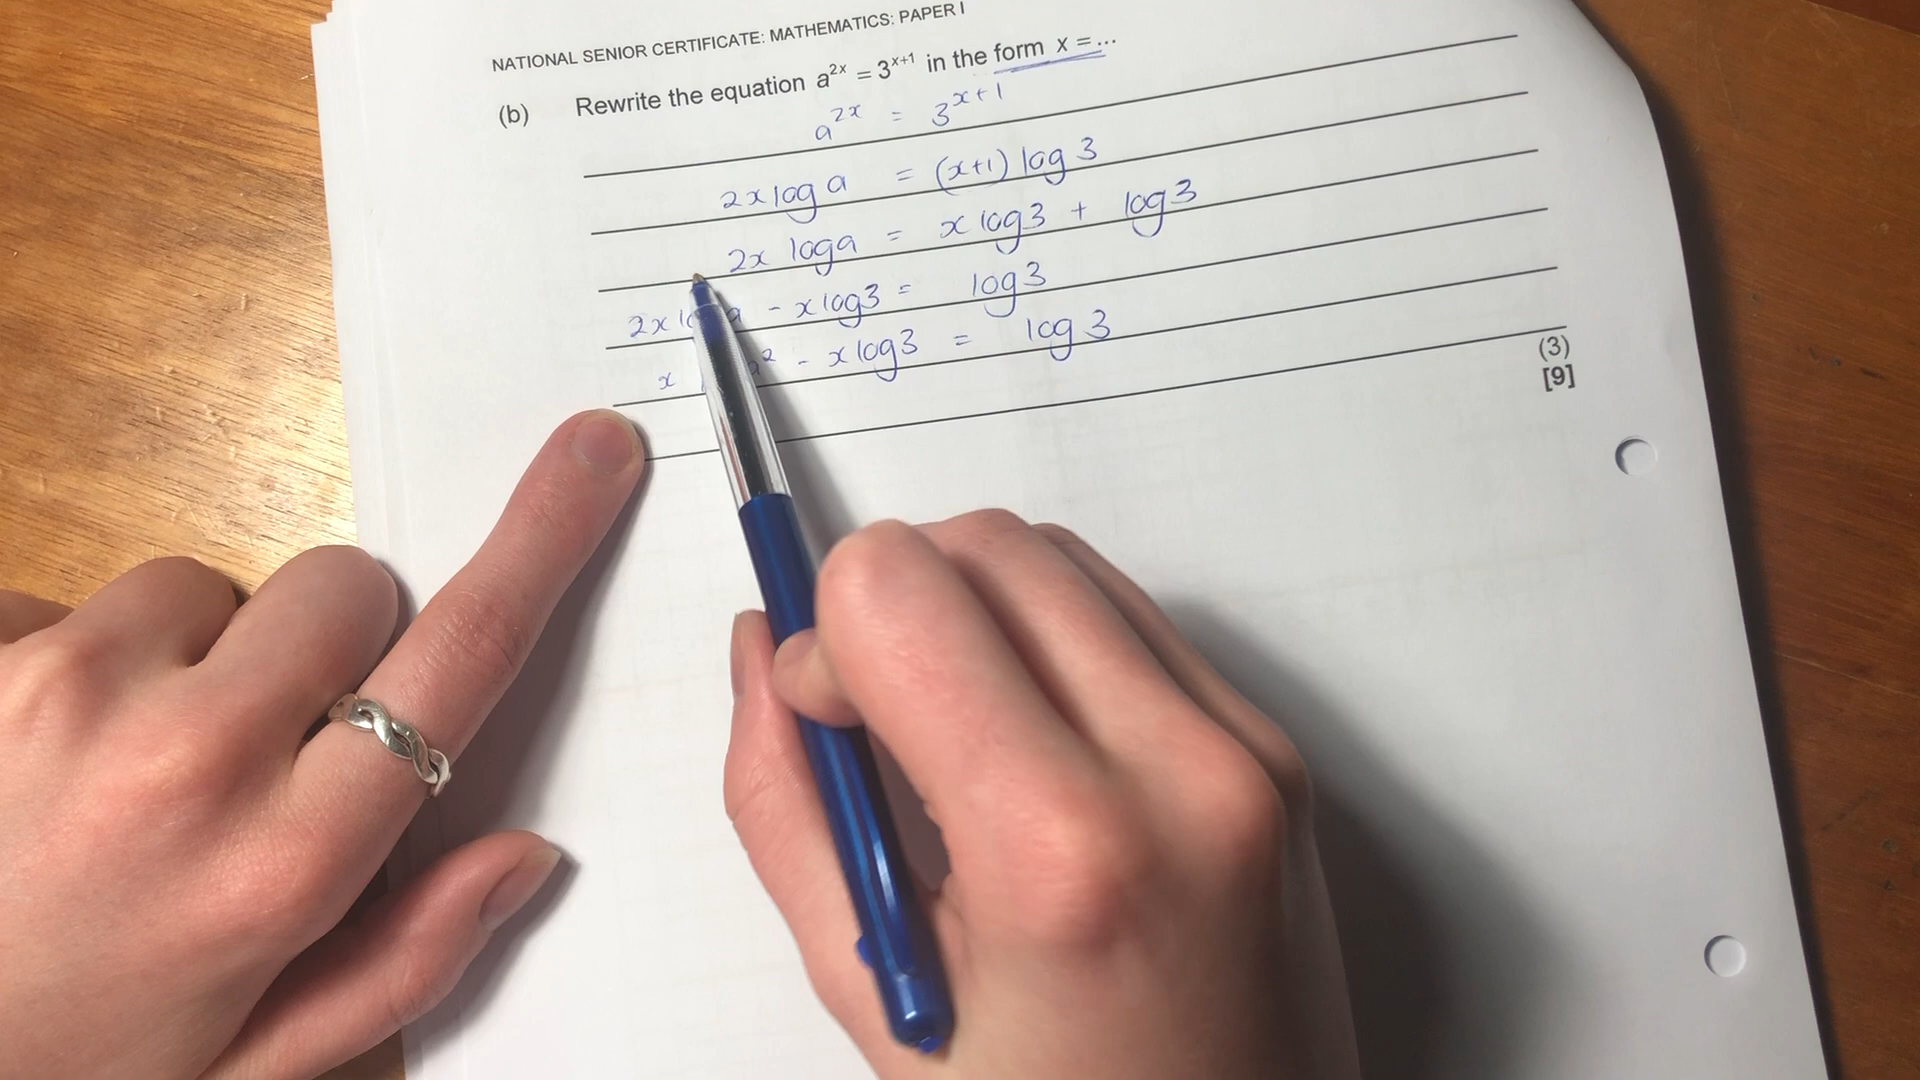 NATIONAL SENIOR CERTIFICATE: MATHEMATICS: PAPER I
(b) Rewrite the equation a^2x = 3^x+1 in the form x = ...
a^2x = 3^x+1
2x log a = (x+1) log 3
2x log a = x log 3 + log 3
2x a - x log 3 = log 3
x a² - x log 3 = log 3
(3)
[9]